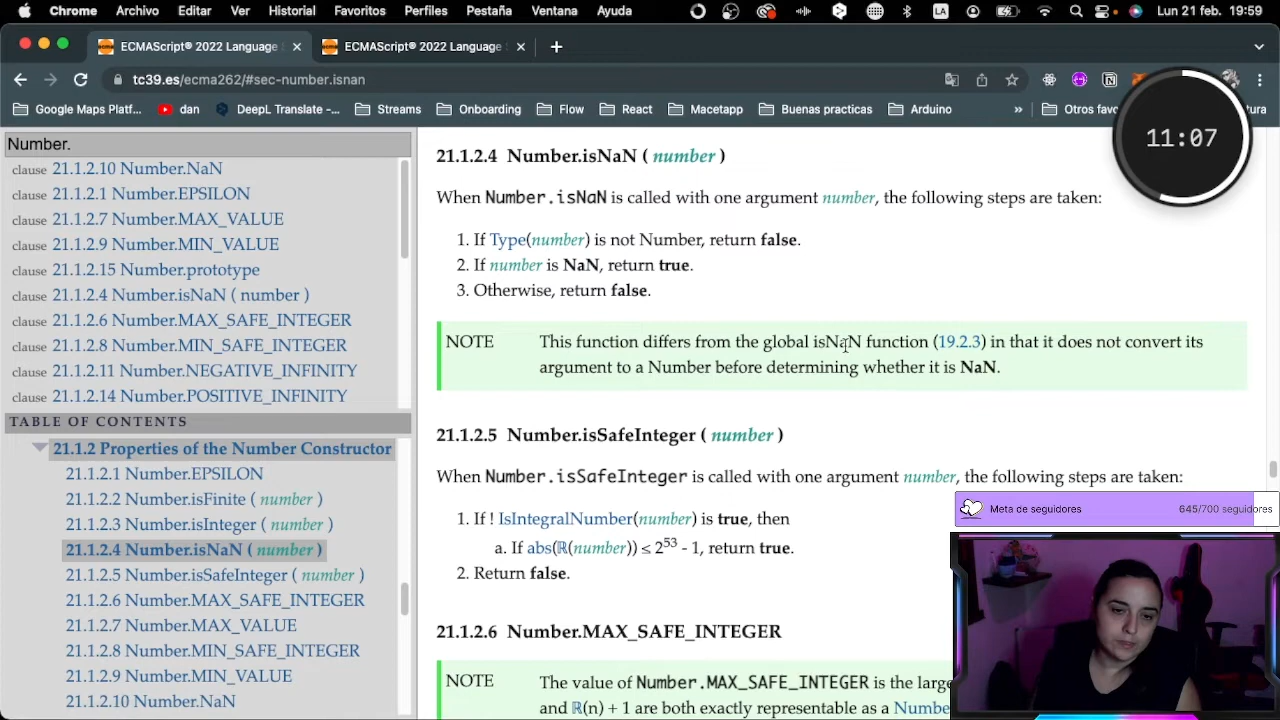 Chrome Archivo Editar Ver Historial Favoritos Perfiles Pestaña Ventana Ayuda LA Lun 21 feb. 19:59
ECMAScript® 2022 Language
ECMAScript® 2022 Language
tc39.es/ecma262/#sec-number.isnan
Google Maps Platf... dan DeepL Translate –... Streams Onboarding Flow React Macetapp Buenas practicas Arduino » Otros favo
tura
11:07
Number.
clause 21.1.2.10 Number.NaN
clause 21.1.2.1 Number.EPSILON
clause 21.1.2.7 Number.MAX_VALUE
clause 21.1.2.9 Number.MIN_VALUE
clause 21.1.2.15 Number.prototype
clause 21.1.2.4 Number.isNaN ( number )
clause 21.1.2.6 Number.MAX_SAFE_INTEGER
clause 21.1.2.8 Number.MIN_SAFE_INTEGER
clause 21.1.2.11 Number.NEGATIVE_INFINITY
clause 21.1.2.14 Number.POSITIVE_INFINITY
TABLE OF CONTENTS
21.1.2 Properties of the Number Constructor
21.1.2.1 Number.EPSILON
21.1.2.2 Number.isFinite ( number )
21.1.2.3 Number.isInteger ( number )
21.1.2.4 Number.isNaN ( number )
21.1.2.5 Number.isSafeInteger ( number )
21.1.2.6 Number.MAX_SAFE_INTEGER
21.1.2.7 Number.MAX_VALUE
21.1.2.8 Number.MIN_SAFE_INTEGER
21.1.2.9 Number.MIN_VALUE
21.1.2.10 Number.NaN
21.1.2.4 Number.isNaN ( number )
When Number.isNaN is called with one argument number, the following steps are taken:
1. If Type(number) is not Number, return false.
2. If number is NaN, return true.
3. Otherwise, return false.
NOTE This function differs from the global isNaN function (19.2.3) in that it does not convert its
argument to a Number before determining whether it is NaN.
21.1.2.5 Number.isSafeInteger ( number )
When Number.isSafeInteger is called with one argument number, the following steps are taken:
1. If ! IsIntegralNumber(number) is true, then
a. If abs(ℝ(number)) ≤ 2⁵³ - 1, return true.
2. Return false.
21.1.2.6 Number.MAX_SAFE_INTEGER
NOTE The value of Number.MAX_SAFE_INTEGER is the large
and ℝ(n) + 1 are both exactly representable as a Numbe
Meta de seguidores 645/700 seguidores